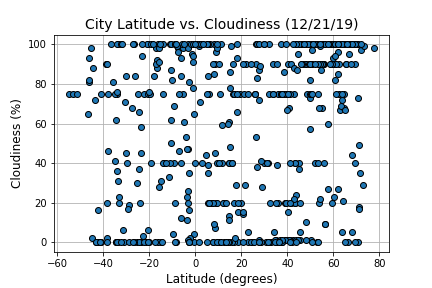 City Latitude vs. Cloudiness (12/21/19)
Cloudiness (%)
100
80
60
40
20
0
−60 −40 −20 0 20 40 60 80
Latitude (degrees)